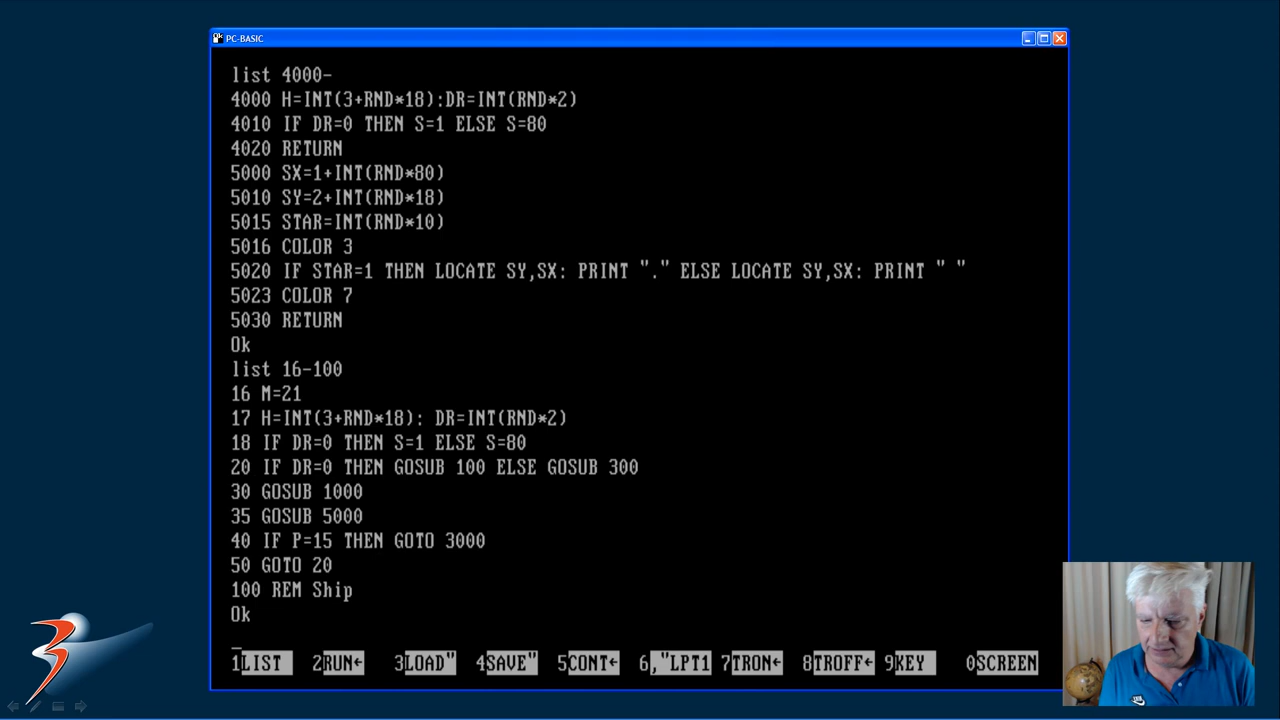 PC-BASIC
list 4000-
4000 H=INT(3+RND*18):DR=INT(RND*2)
4010 IF DR=0 THEN S=1 ELSE S=80
4020 RETURN
5000 SX=1+INT(RND*80)
5010 SY=2+INT(RND*18)
5015 STAR=INT(RND*10)
5016 COLOR 3
5020 IF STAR=1 THEN LOCATE SY,SX: PRINT "." ELSE LOCATE SY,SX: PRINT " "
5023 COLOR 7
5030 RETURN
Ok
list 16-100
16 M=21
17 H=INT(3+RND*18): DR=INT(RND*2)
18 IF DR=0 THEN S=1 ELSE S=80
20 IF DR=0 THEN GOSUB 100 ELSE GOSUB 300
30 GOSUB 1000
35 GOSUB 5000
40 IF P=15 THEN GOTO 3000
50 GOTO 20
100 REM Ship
Ok
1LIST 2RUN← 3LOAD" 4SAVE" 5CONT← 6,"LPT1 7TRON← 8TROFF← 9KEY 0SCREEN